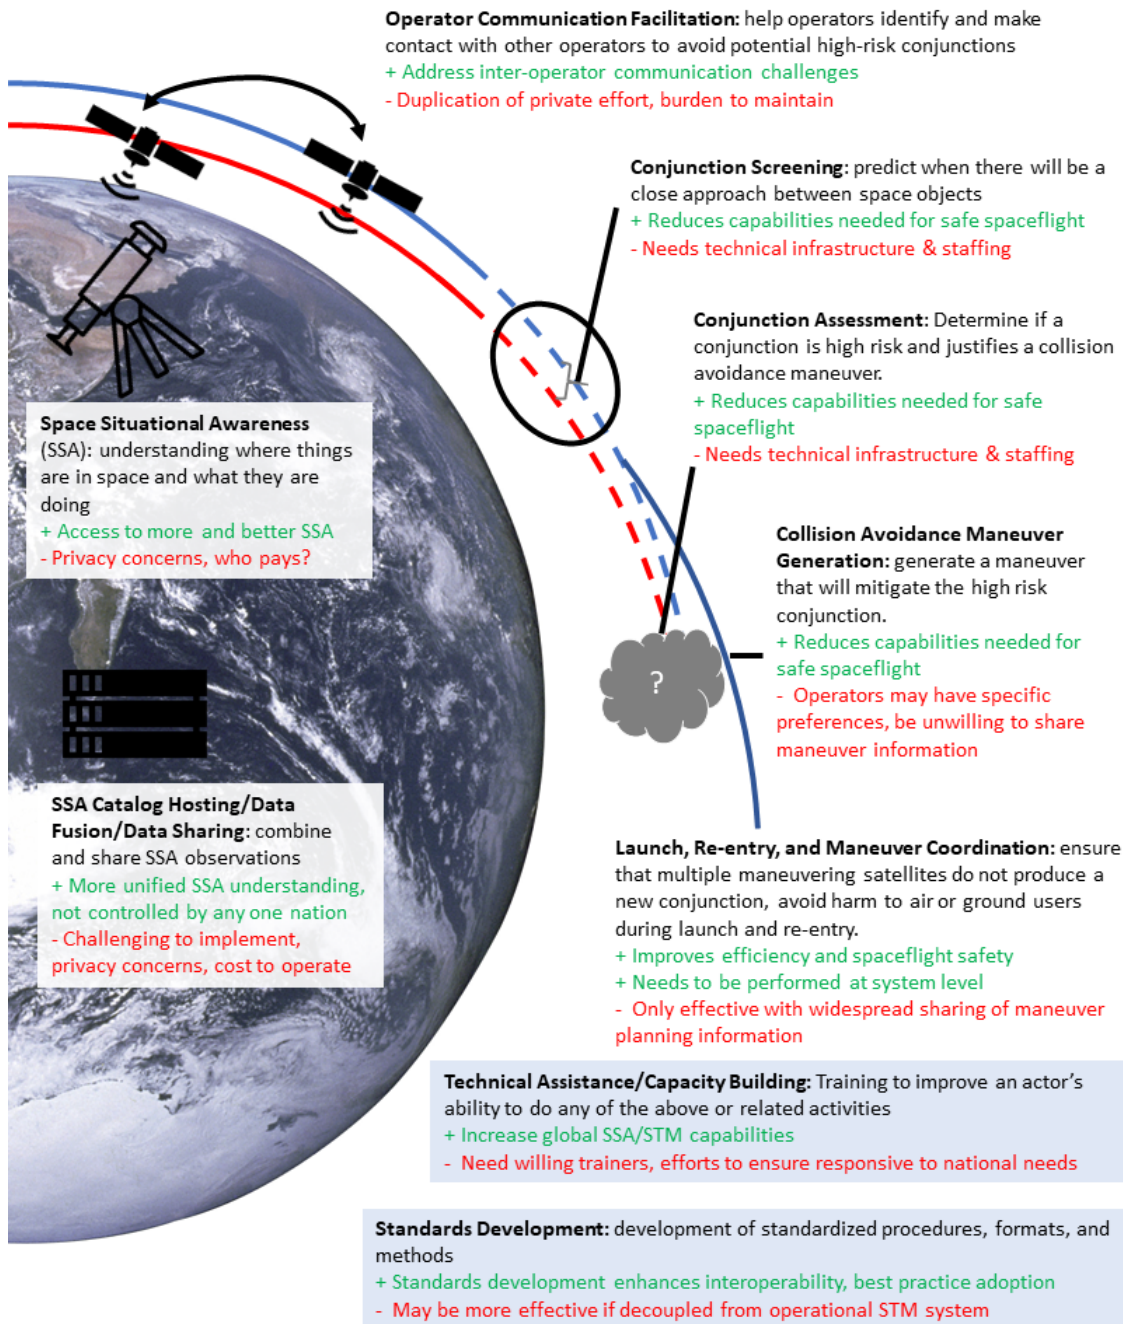 Operator Communication Facilitation: help operators identify and make
contact with other operators to avoid potential high-risk conjunctions
+ Address inter-operator communication challenges
- Duplication of private effort, burden to maintain
Conjunction Screening: predict when there will be a
close approach between space objects
+ Reduces capabilities needed for safe spaceflight
- Needs technical infrastructure & staffing
Conjunction Assessment: Determine if a
conjunction is high risk and justifies a collision
avoidance maneuver.
+ Reduces capabilities needed for safe
spaceflight
- Needs technical infrastructure & staffing
Space Situational Awareness
(SSA): understanding where things
are in space and what they are
doing
+ Access to more and better SSA
- Privacy concerns, who pays?
Collision Avoidance Maneuver
Generation: generate a maneuver
that will mitigate the high risk
conjunction.
+ Reduces capabilities needed for
safe spaceflight
- Operators may have specific
preferences, be unwilling to share
maneuver information
?
SSA Catalog Hosting/Data
Fusion/Data Sharing: combine
and share SSA observations
+ More unified SSA understanding,
not controlled by any one nation
- Challenging to implement,
privacy concerns, cost to operate
Launch, Re-entry, and Maneuver Coordination: ensure
that multiple maneuvering satellites do not produce a
new conjunction, avoid harm to air or ground users
during launch and re-entry.
+ Improves efficiency and spaceflight safety
+ Needs to be performed at system level
- Only effective with widespread sharing of maneuver
planning information
Technical Assistance/Capacity Building: Training to improve an actor's
ability to do any of the above or related activities
+ Increase global SSA/STM capabilities
- Need willing trainers, efforts to ensure responsive to national needs
Standards Development: development of standardized procedures, formats, and
methods
+ Standards development enhances interoperability, best practice adoption
- May be more effective if decoupled from operational STM system